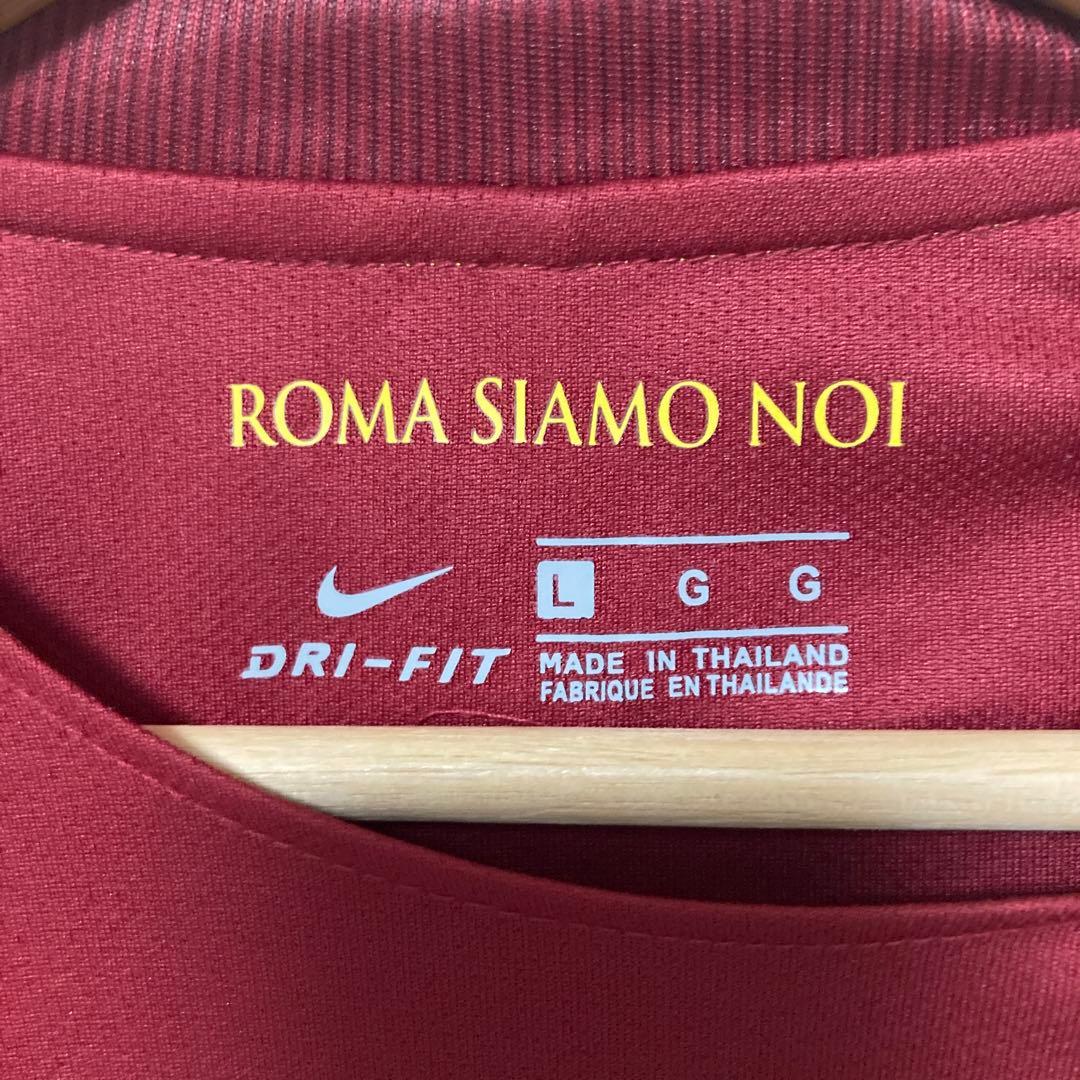 ROMA SIAMO NOI
DRI-FIT
L G G
MADE IN THAILAND
FABRIQUE EN THAILANDE